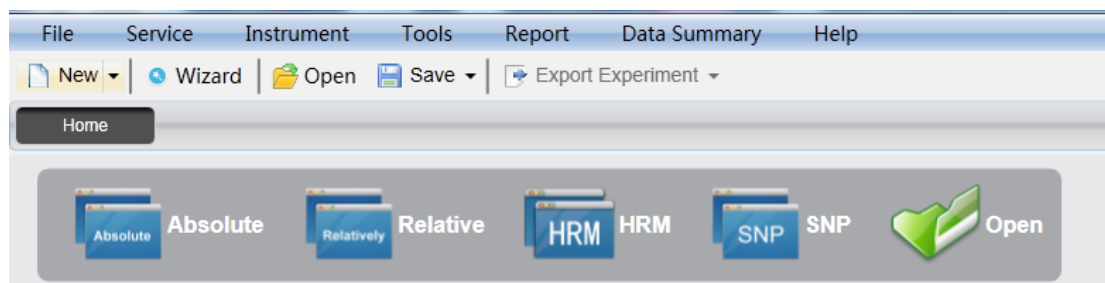 File Service Instrument Tools Report Data Summary Help
New Wizard Open Save Export Experiment
Home
Absolute Absolute Relatively Relative HRM HRM SNP SNP Open